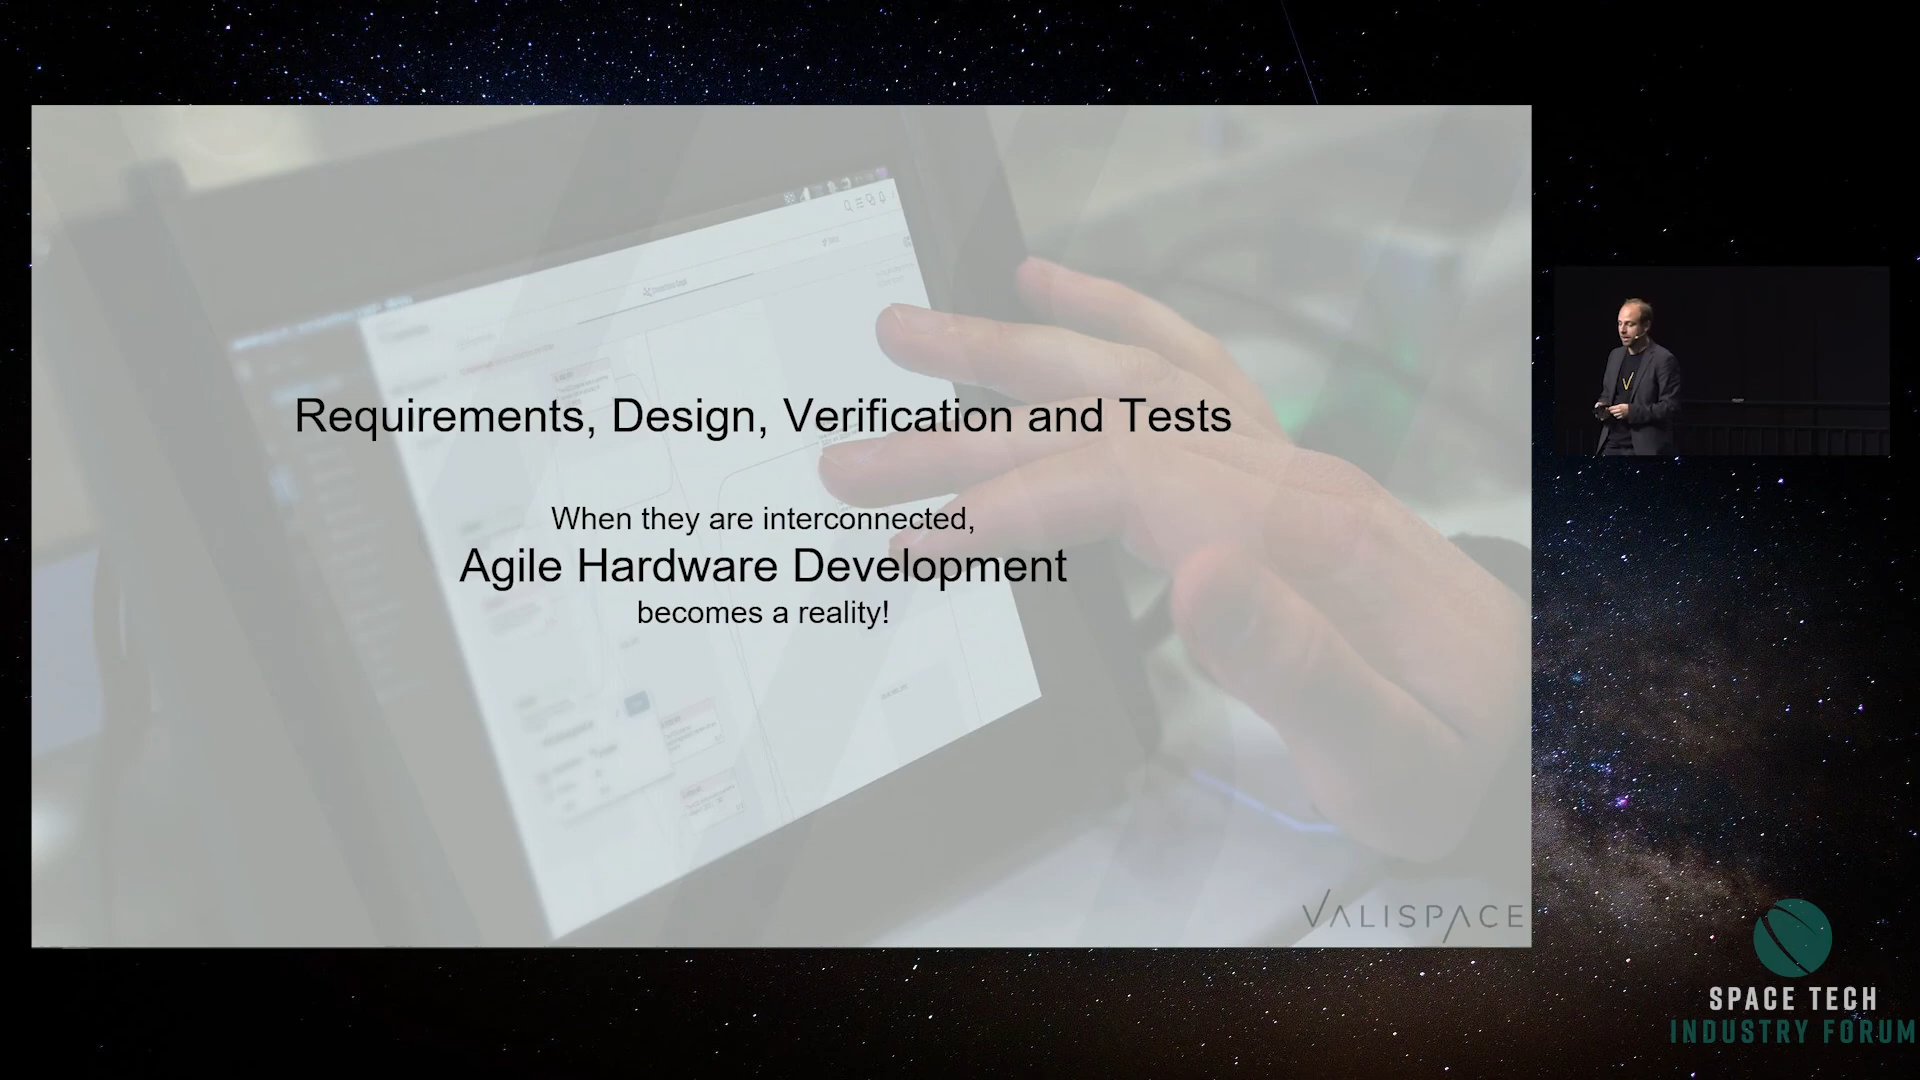 Requirements, Design, Verification and Tests
When they are interconnected,
Agile Hardware Development
becomes a reality!
VALISPACE
SPACE TECH
INDUSTRY FORUM